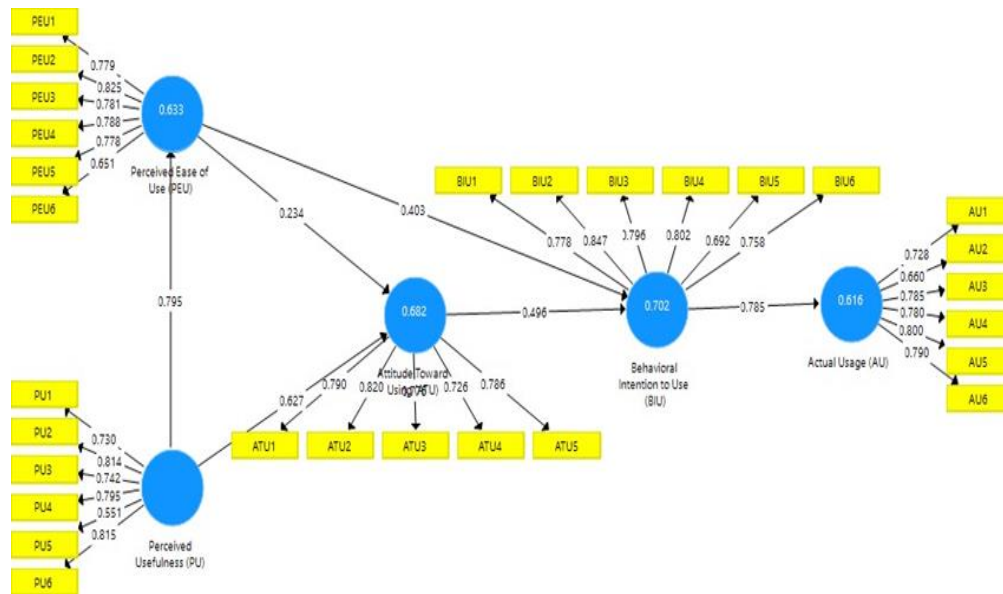 PEU1
PEU2
PEU3
PEU4
PEU5
PEU6
0.779
0.825
0.781
0.788
0.778
0.651
0.633
Perceived Ease of
Use (PEU)
0.234
0.403
0.795
BIU1
BIU2
BIU3
BIU4
BIU5
BIU6
0.778
0.847
0.796
0.802
0.692
0.758
0.702
Behavioral
Intention to Use
(BIU)
0.496
0.785
AU1
AU2
AU3
AU4
AU5
AU6
0.728
0.660
0.785
0.780
0.800
0.790
0.616
Actual Usage (AU)
0.682
Attitude Toward
Using (ATU)
0.627
0.790
0.820
0.726
0.786
ATU1
ATU2
ATU3
ATU4
ATU5
PU1
PU2
PU3
PU4
PU5
PU6
0.730
0.814
0.742
0.795
0.551
0.815
Perceived
Usefulness (PU)